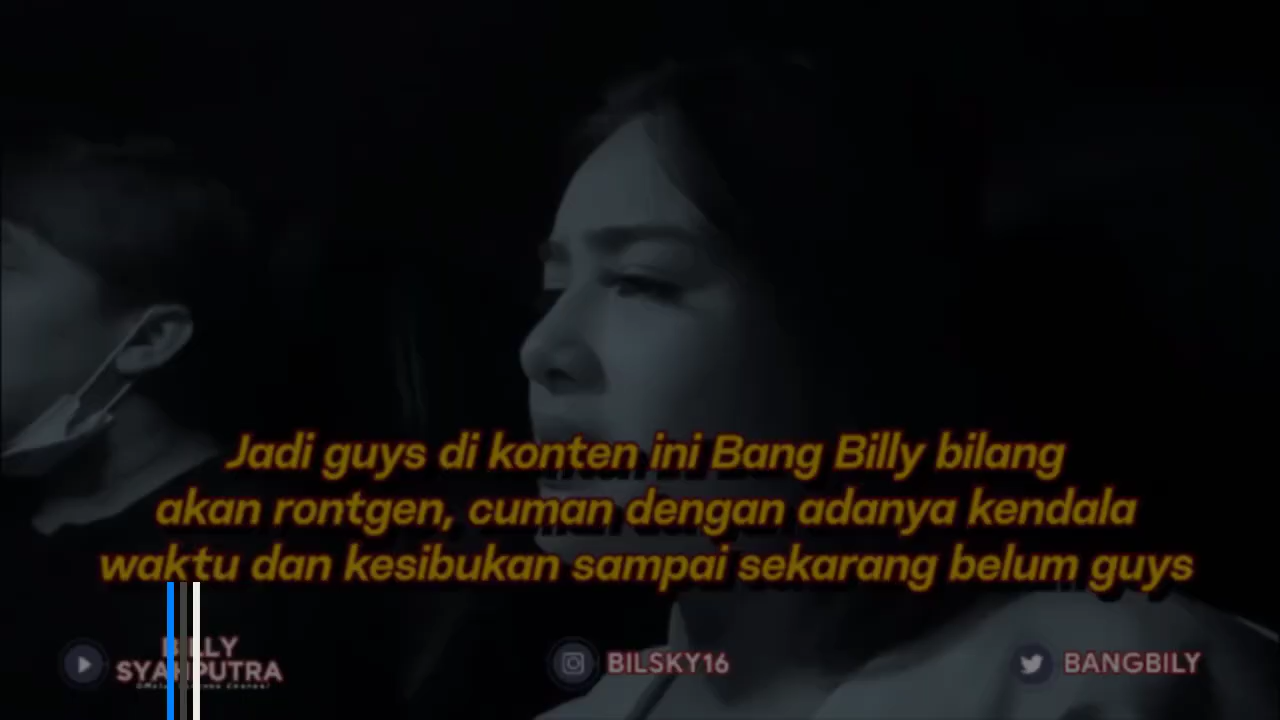 Jadi guys di konten ini Bang Billy bilang
akan rontgen, cuman dengan adanya kendala
waktu dan kesibukan sampai sekarang belum guys
BILLY
SYAHPUTRA
BILSKY16
BANGBILY